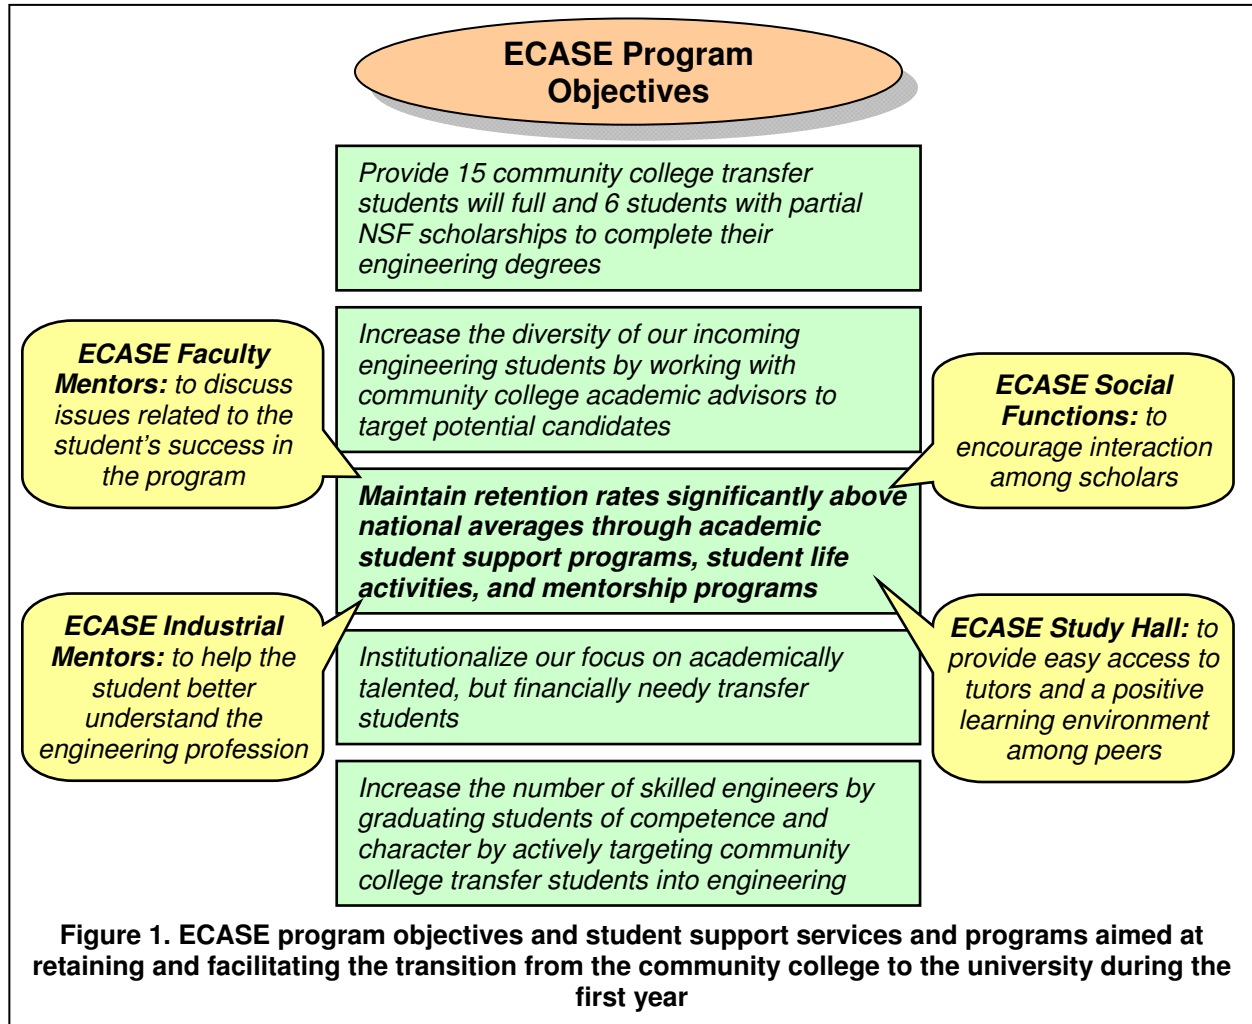 ECASE Program
Objectives
Provide 15 community college transfer
students will full and 6 students with partial
NSF scholarships to complete their
engineering degrees
Increase the diversity of our incoming
engineering students by working with
community college academic advisors to
target potential candidates
ECASE Faculty
Mentors: to discuss
issues related to the
student’s success in
the program
ECASE Social
Functions: to
encourage interaction
among scholars
Maintain retention rates significantly above
national averages through academic
student support programs, student life
activities, and mentorship programs
ECASE Industrial
Mentors: to help the
student better
understand the
engineering profession
ECASE Study Hall: to
provide easy access to
tutors and a positive
learning environment
among peers
Institutionalize our focus on academically
talented, but financially needy transfer
students
Increase the number of skilled engineers by
graduating students of competence and
character by actively targeting community
college transfer students into engineering
Figure 1. ECASE program objectives and student support services and programs aimed at
retaining and facilitating the transition from the community college to the university during the
first year